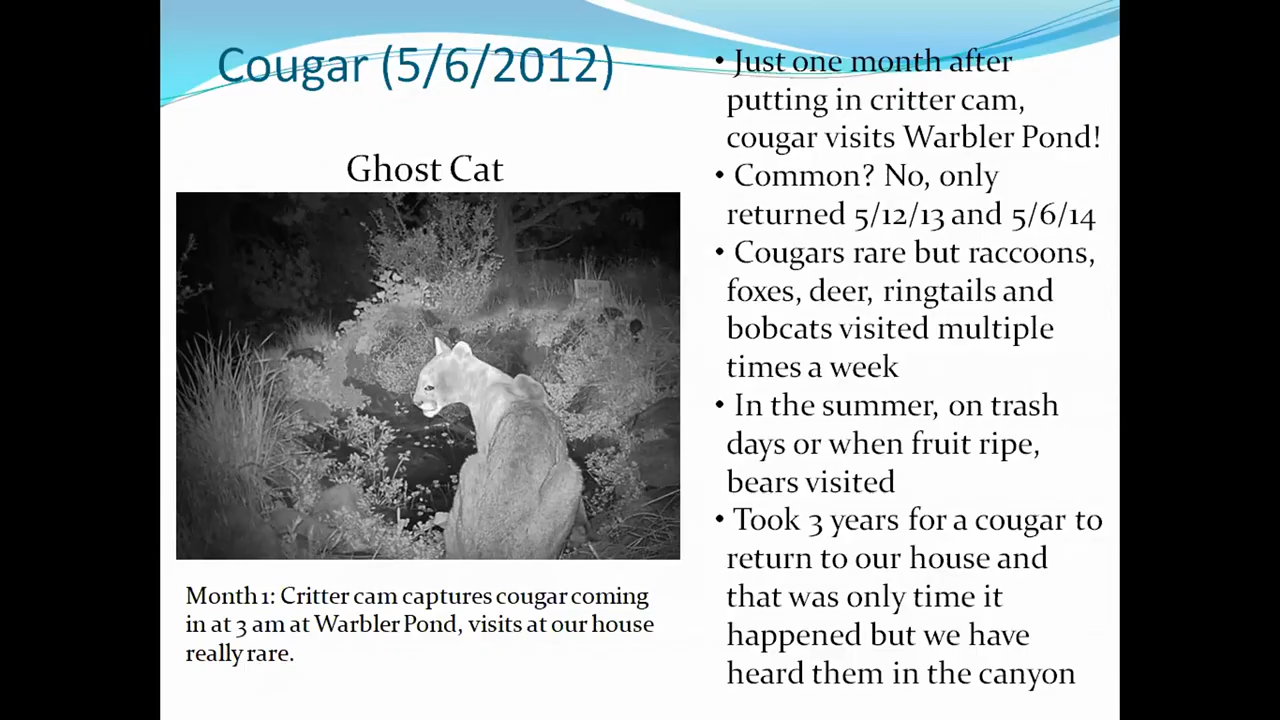 Cougar (5/6/2012)
Ghost Cat
Month 1: Critter cam captures cougar coming
in at 3 am at Warbler Pond, visits at our house
really rare.
• Just one month after
putting in critter cam,
cougar visits Warbler Pond!
• Common? No, only
returned 5/12/13 and 5/6/14
• Cougars rare but raccoons,
foxes, deer, ringtails and
bobcats visited multiple
times a week
• In the summer, on trash
days or when fruit ripe,
bears visited
• Took 3 years for a cougar to
return to our house and
that was only time it
happened but we have
heard them in the canyon